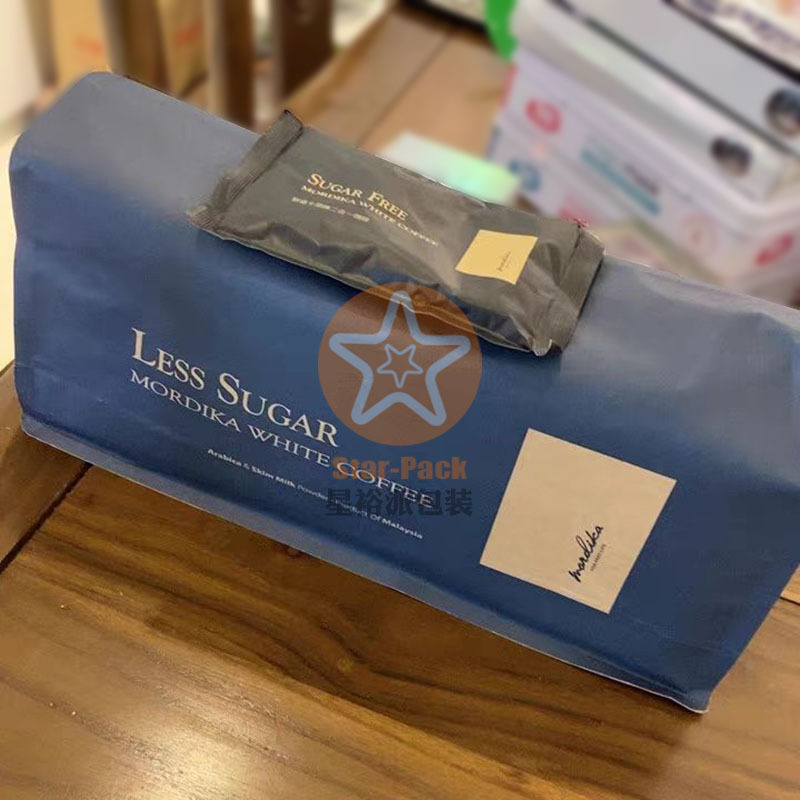 SUGAR FREE
MORDIKA WHITE COFFEE
mordika
LESS SUGAR
MORDIKA WHITE COFFEE
Arabica & Skim Milk Powder Of Malaysia
Star-Pack
星裕派包装
mordika